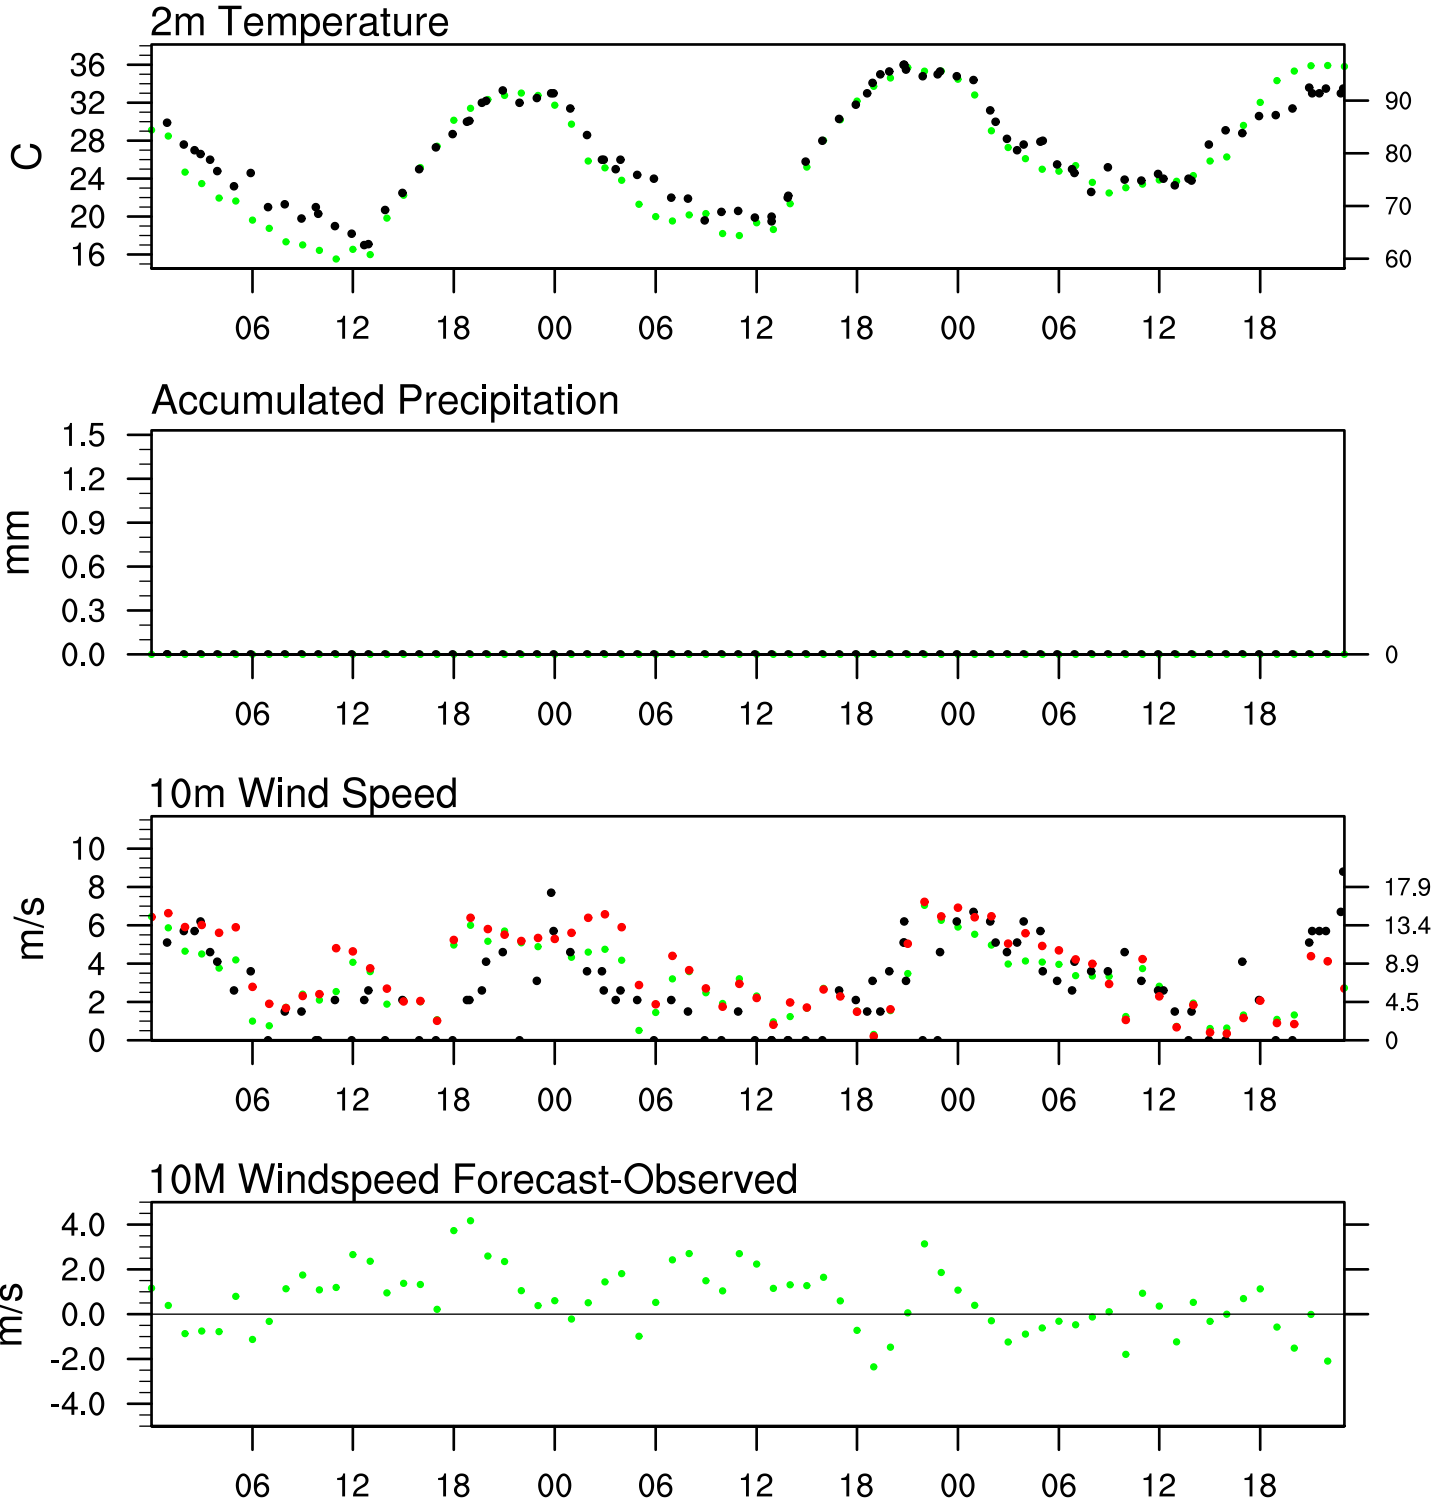 2m Temperature
36
32
28
24
20
16
C
90
80
70
60
06 12 18 00 06 12 18 00 06 12 18
Accumulated Precipitation
1.5
1.2
0.9
0.6
0.3
0.0
mm
0
06 12 18 00 06 12 18 00 06 12 18
10m Wind Speed
10
8
6
4
2
0
m/s
17.9
13.4
8.9
4.5
0
06 12 18 00 06 12 18 00 06 12 18
10M Windspeed Forecast-Observed
4.0
2.0
0.0
-2.0
-4.0
m/s
06 12 18 00 06 12 18 00 06 12 18